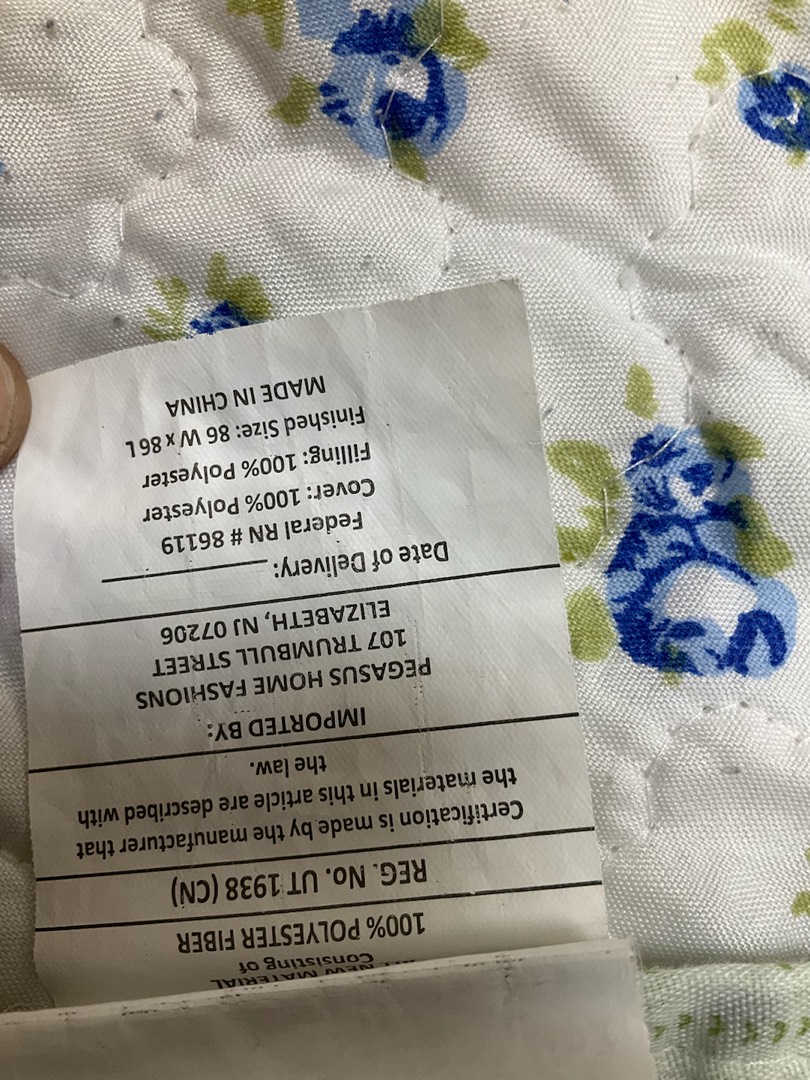 NEW MATERIAL
Consisting of
100% POLYESTER FIBER
REG. No. UT 1938 (CN)
Certification is made by the manufacturer that
the materials in this article are described with
the law.
IMPORTED BY:
PEGASUS HOME FASHIONS
107 TRUMBULL STREET
ELIZABETH, NJ 07206
Date of Delivery:
Federal RN # 86119
Cover: 100% Polyester
Filling: 100% Polyester
Finished Size: 86 W x 86 L
MADE IN CHINA